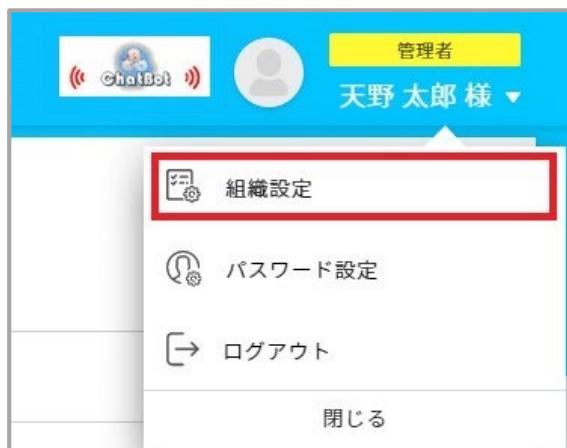 ChatBot
管理者
天野 太郎 様 ▼
組織設定
パスワード設定
ログアウト
閉じる